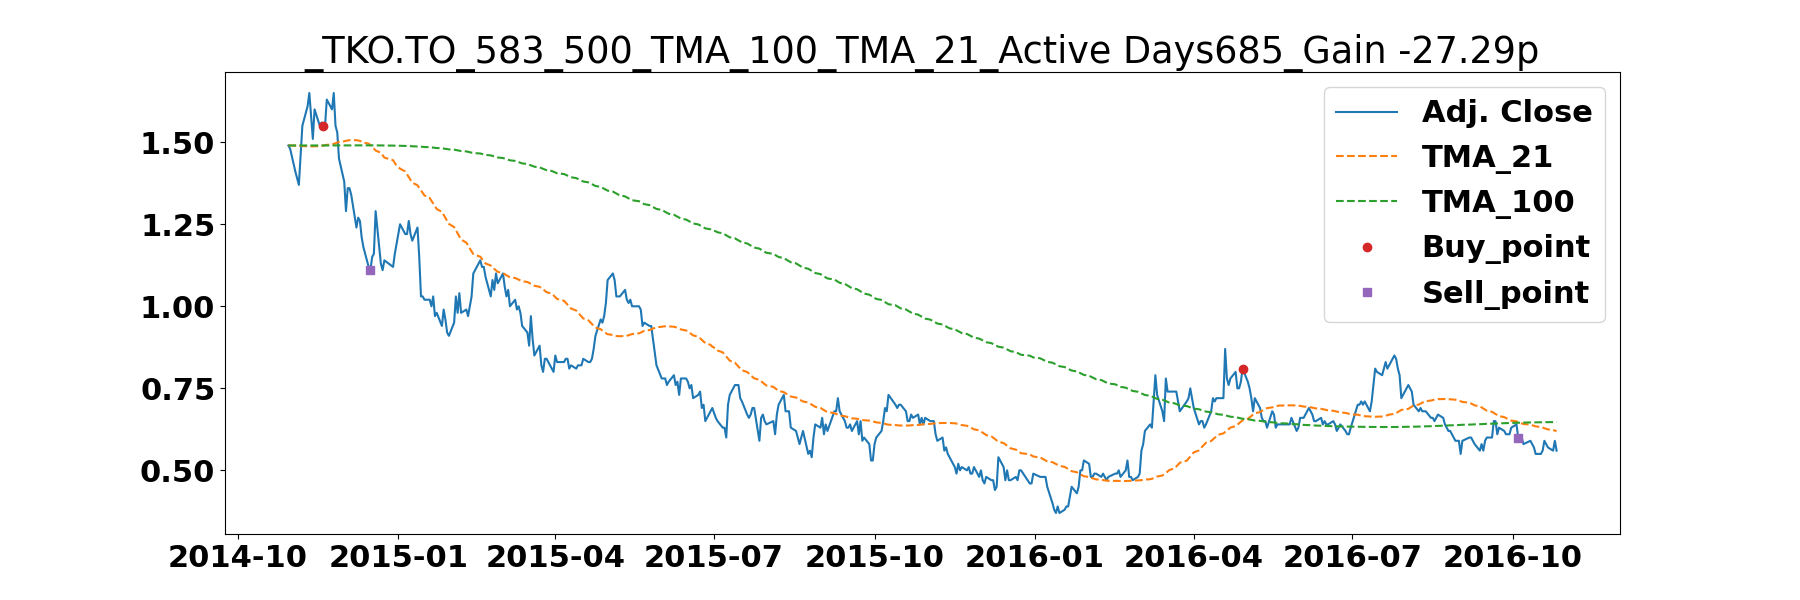 _TKO.TO_583_500_TMA_100_TMA_21_Active Days685_Gain -27.29p
Adj. Close
TMA_21
TMA_100
Buy_point
Sell_point
1.50
1.25
1.00
0.75
0.50
2014-10 2015-01 2015-04 2015-07 2015-10 2016-01 2016-04 2016-07 2016-10